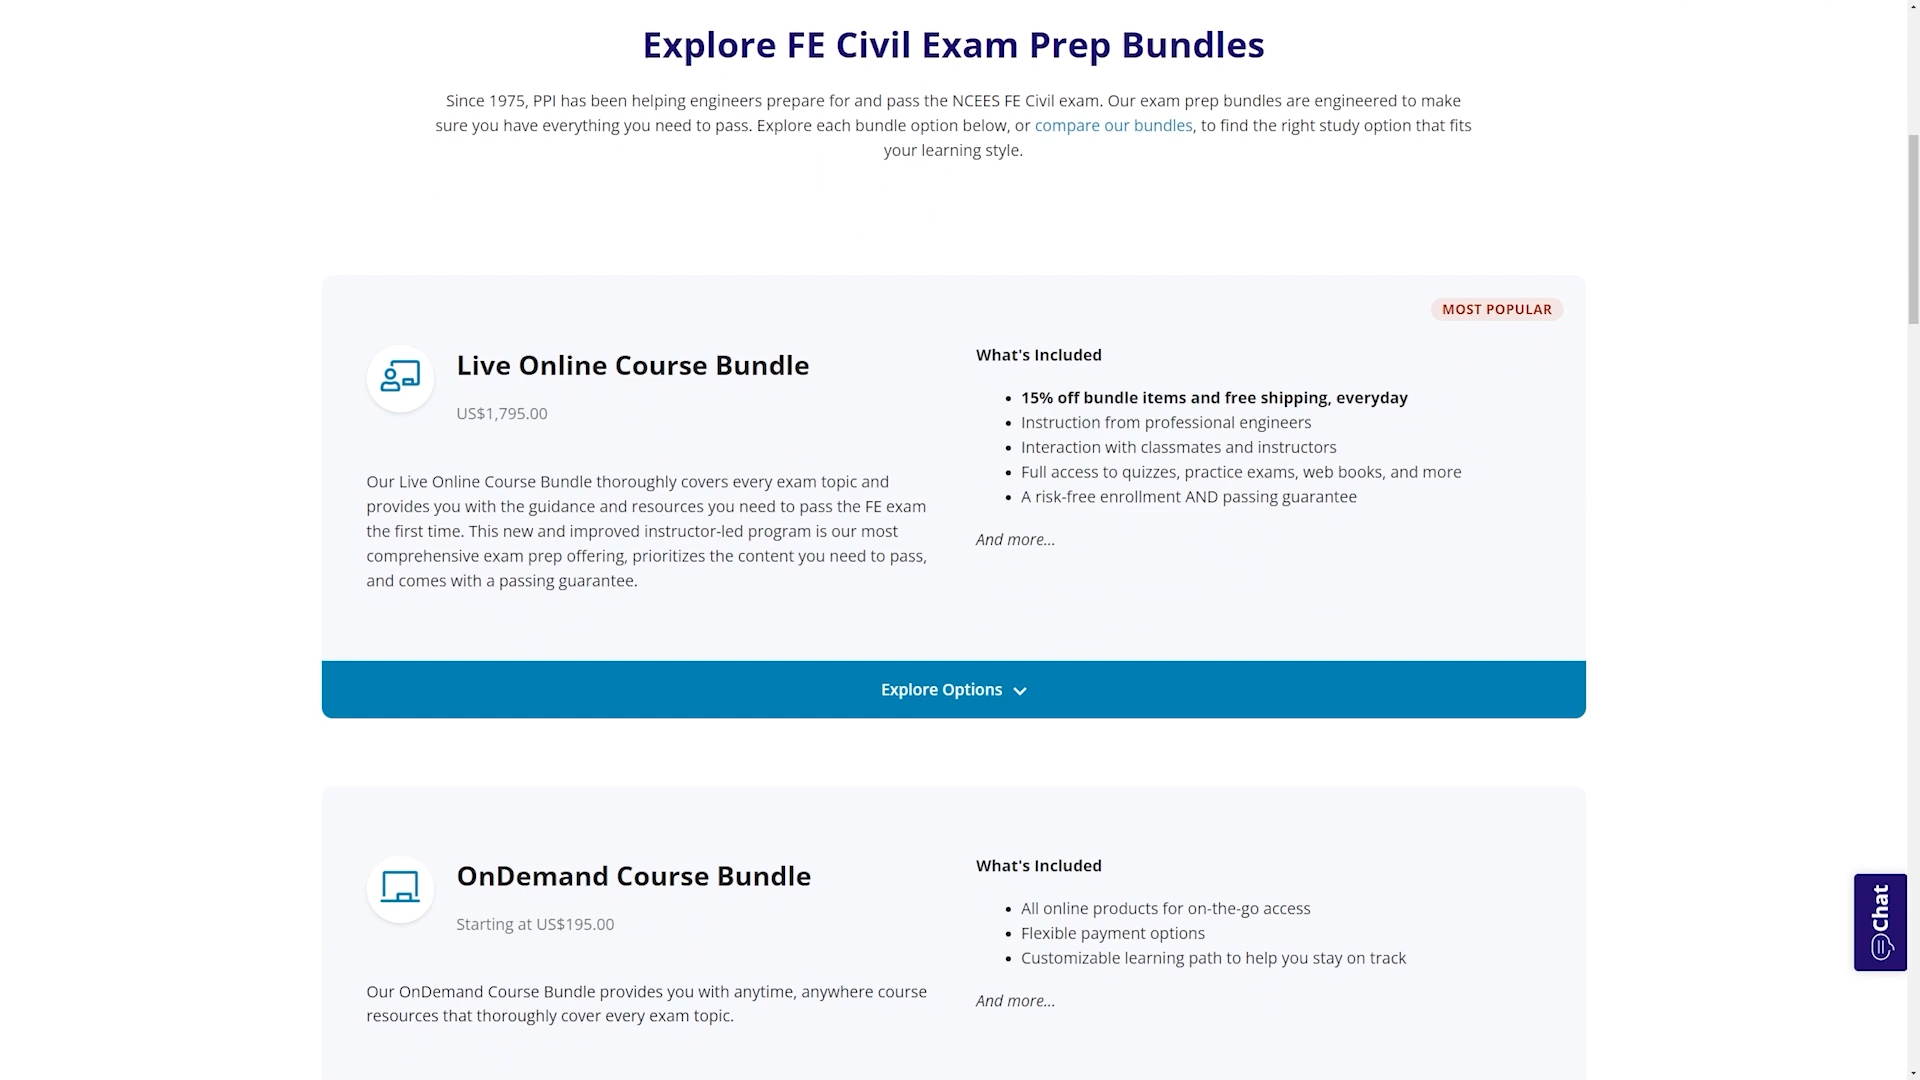 Explore FE Civil Exam Prep Bundles
Since 1975, PPI has been helping engineers prepare for and pass the NCEES FE Civil exam. Our exam prep bundles are engineered to make
sure you have everything you need to pass. Explore each bundle option below, or compare our bundles, to find the right study option that fits
your learning style.
MOST POPULAR
Live Online Course Bundle
US$1,795.00
Our Live Online Course Bundle thoroughly covers every exam topic and
provides you with the guidance and resources you need to pass the FE exam
the first time. This new and improved instructor-led program is our most
comprehensive exam prep offering, prioritizes the content you need to pass,
and comes with a passing guarantee.
What's Included
• 15% off bundle items and free shipping, everyday
• Instruction from professional engineers
• Interaction with classmates and instructors
• Full access to quizzes, practice exams, web books, and more
• A risk-free enrollment AND passing guarantee
And more...
Explore Options
OnDemand Course Bundle
Starting at US$195.00
Our OnDemand Course Bundle provides you with anytime, anywhere course
resources that thoroughly cover every exam topic.
What's Included
• All online products for on-the-go access
• Flexible payment options
• Customizable learning path to help you stay on track
And more...
Chat